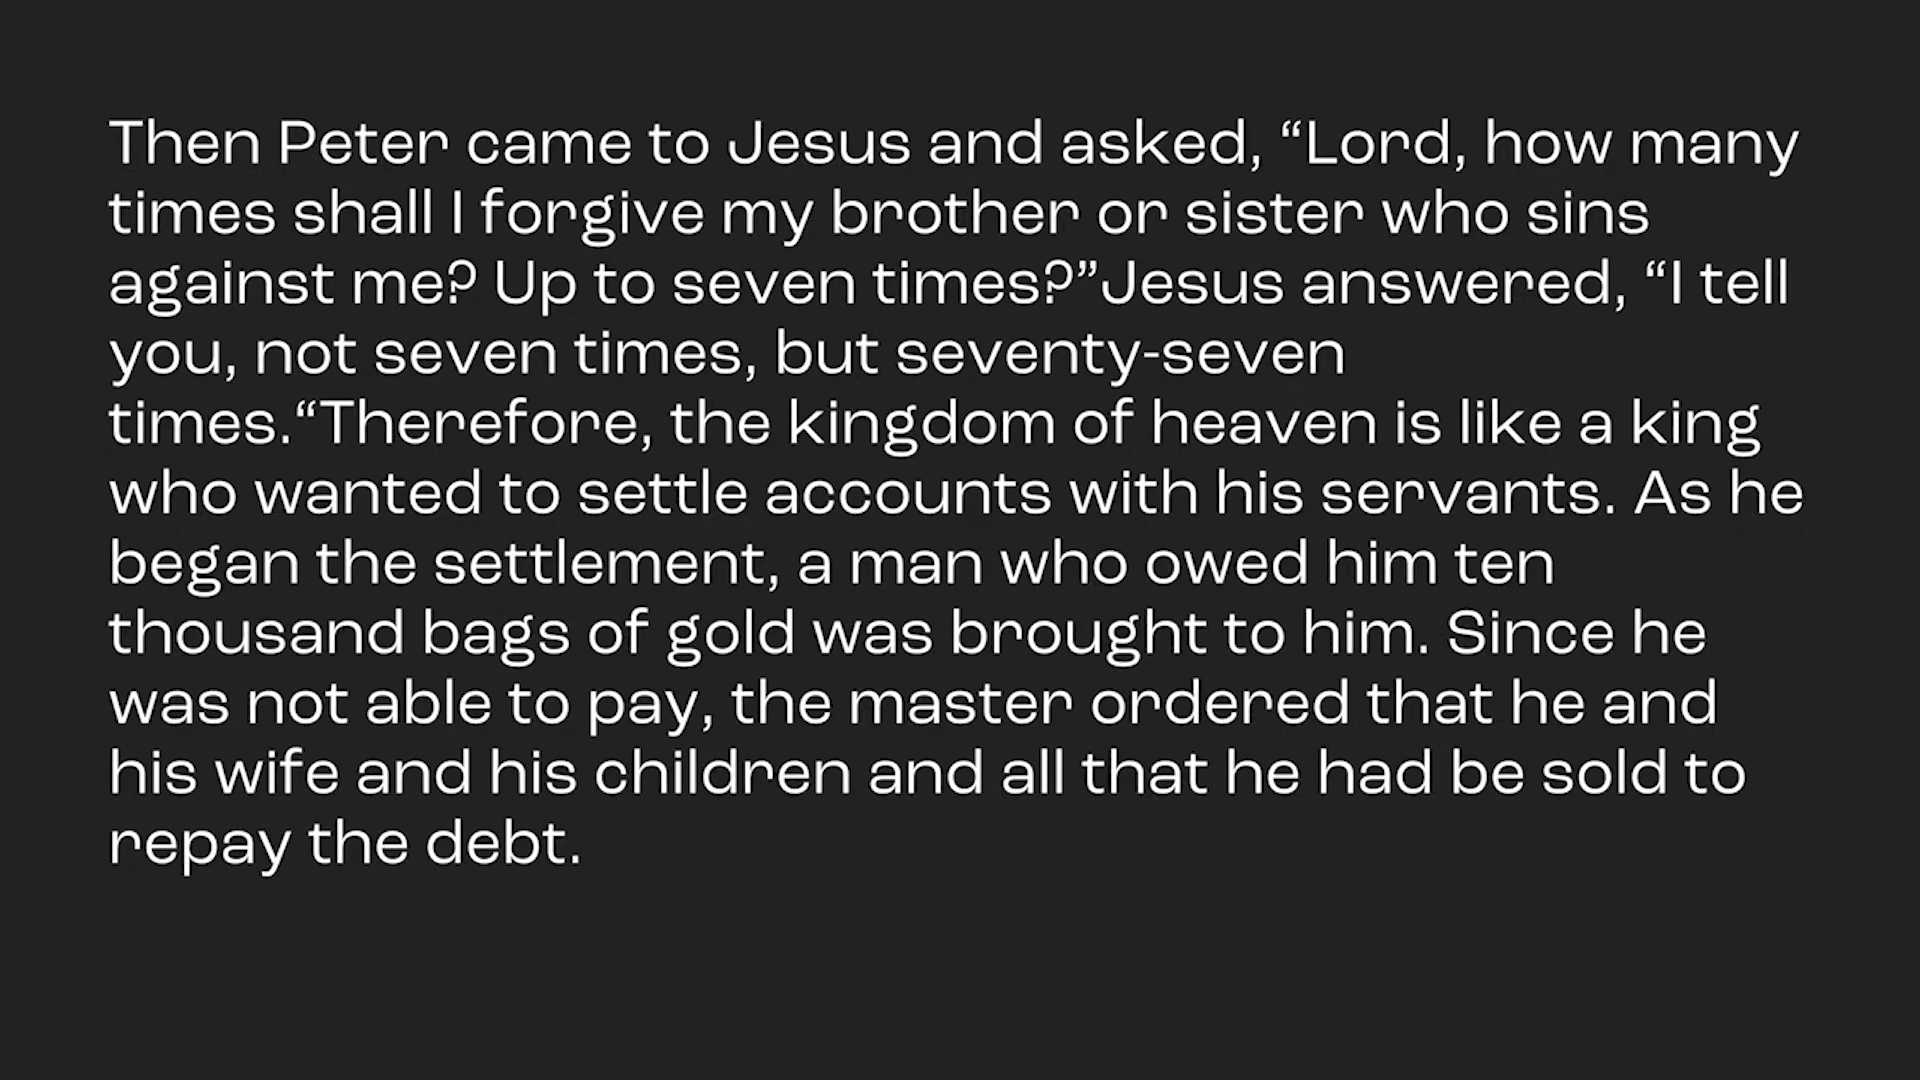 Then Peter came to Jesus and asked, “Lord, how many
times shall I forgive my brother or sister who sins
against me? Up to seven times?”Jesus answered, “I tell
you, not seven times, but seventy-seven
times.“Therefore, the kingdom of heaven is like a king
who wanted to settle accounts with his servants. As he
began the settlement, a man who owed him ten
thousand bags of gold was brought to him. Since he
was not able to pay, the master ordered that he and
his wife and his children and all that he had be sold to
repay the debt.